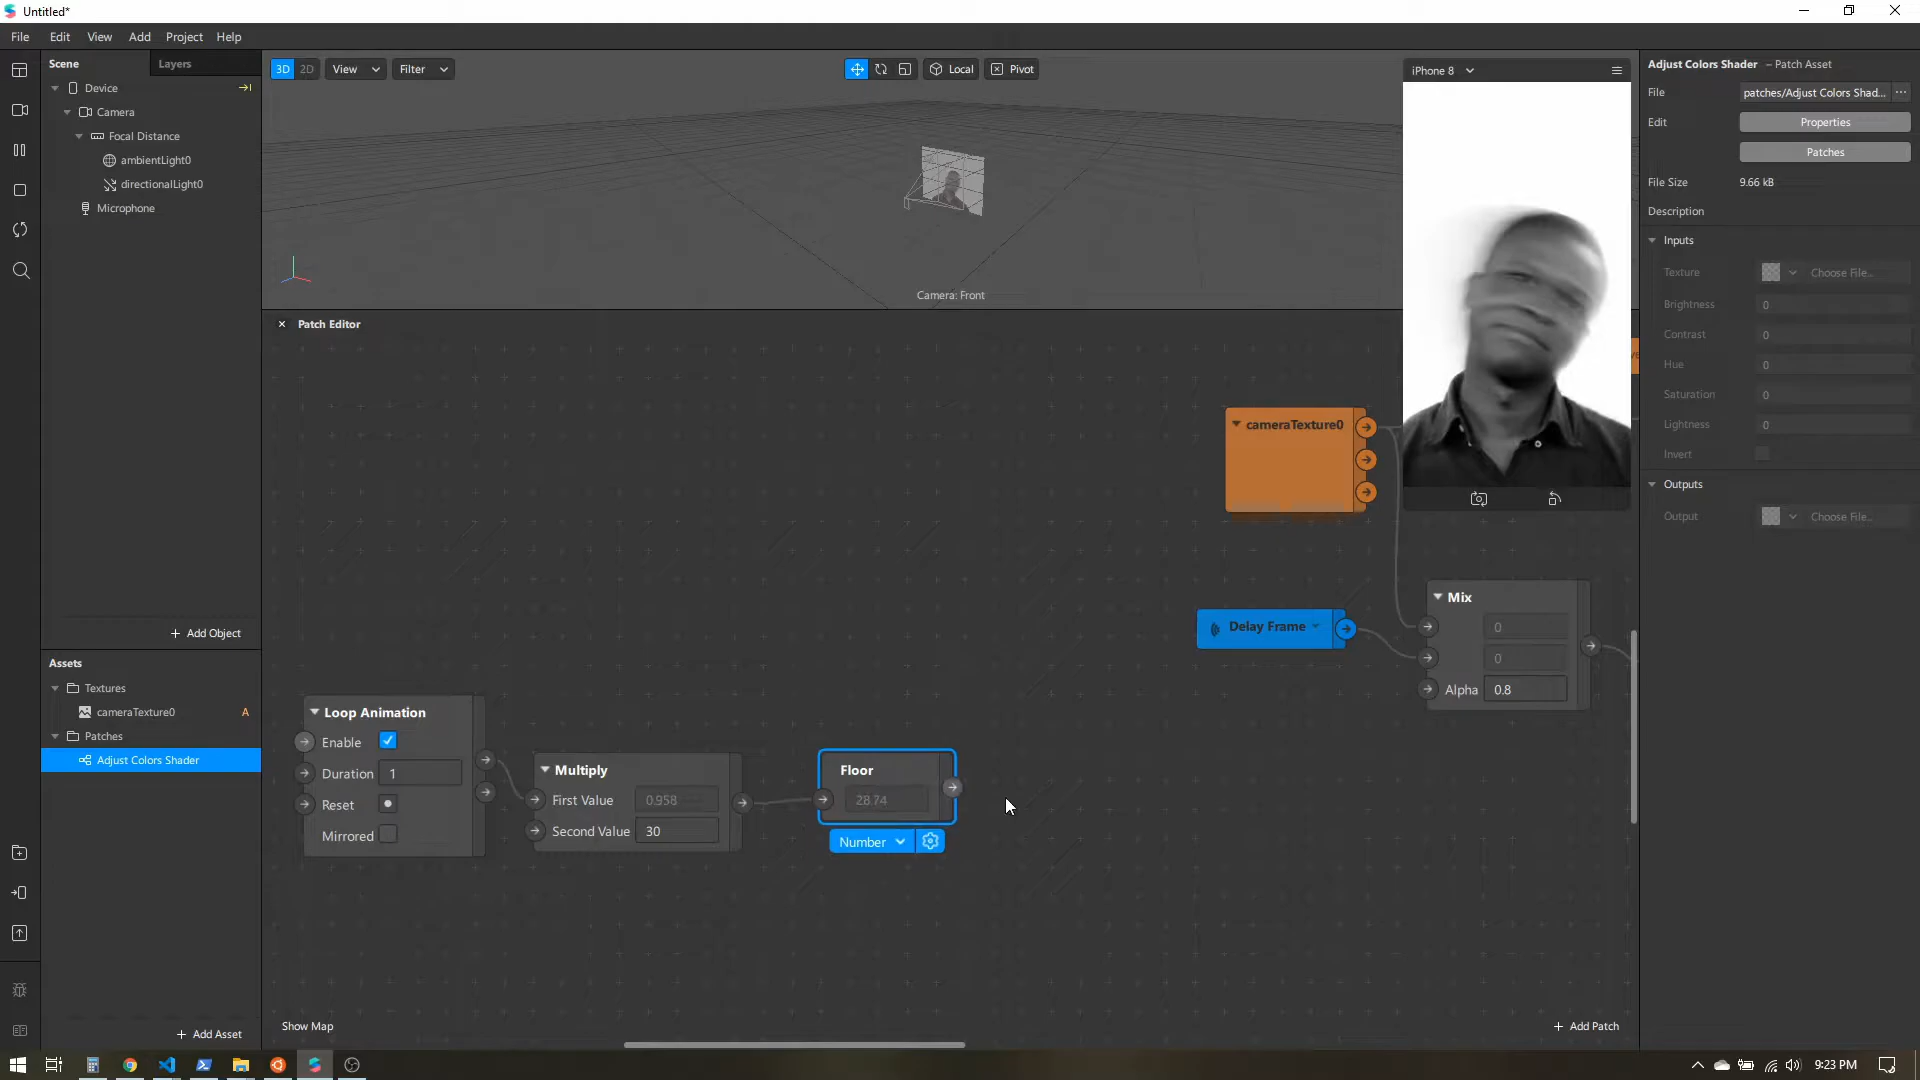 Untitled*
File Edit View Add Project Help
Scene Layers
Device
Camera
Focal Distance
ambientLight0
directionalLight0
Microphone
+ Add Object
Assets
Textures
cameraTexture0 A
Patches
Adjust Colors Shader
+ Add Asset
3D 2D View Filter Local Pivot
Camera: Front
iPhone 8
Patch Editor
cameraTexture0
Delay Frame
Mix
0
0
Alpha 0.8
Loop Animation
Enable
Duration 1
Reset
Mirrored
Multiply
First Value 0.958
Second Value 30
Floor
28.74
Number
Show Map
+ Add Patch
Adjust Colors Shader – Patch Asset
File patches/Adjust Colors Shad... ...
Edit Properties
Patches
File Size 9.66 kB
Description
Inputs
Texture Choose File...
Brightness 0
Contrast 0
Hue 0
Saturation 0
Lightness 0
Invert
Outputs
Output Choose File...
9:23 PM